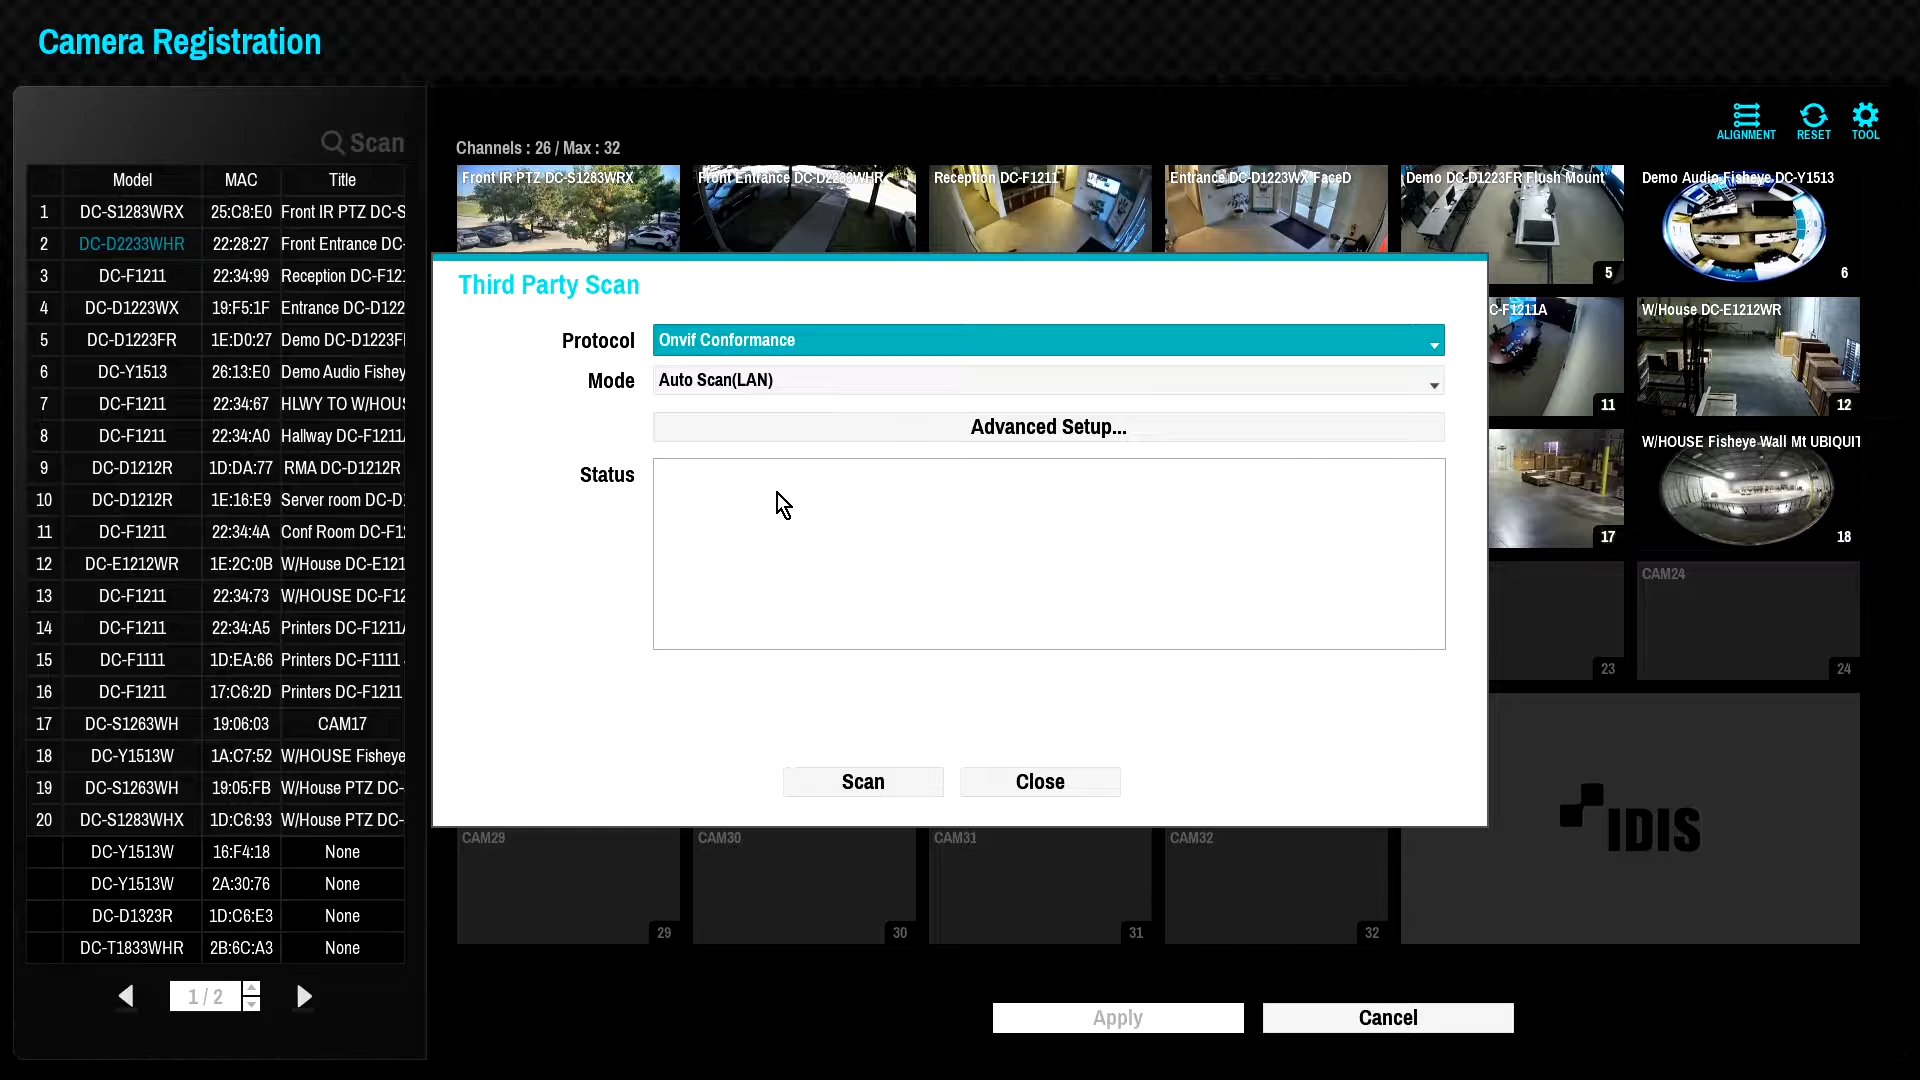 Camera Registration
Scan
Model MAC Title
1 DC-S1283WRX 25:C8:E0 Front IR PTZ DC-S
2 DC-D2233WHR 22:28:27 Front Entrance DC-
3 DC-F1211 22:34:99 Reception DC-F121
4 DC-D1223WX 19:F5:1F Entrance DC-D122
5 DC-D1223FR 1E:D0:27 Demo DC-D1223F
6 DC-Y1513 26:13:E0 Demo Audio Fishey
7 DC-F1211 22:34:67 HLWY TO W/HOUS
8 DC-F1211 22:34:A0 Hallway DC-F1211
9 DC-D1212R 1D:DA:77 RMA DC-D1212R
10 DC-D1212R 1E:16:E9 Server room DC-D
11 DC-F1211 22:34:4A Conf Room DC-F1
12 DC-E1212WR 1E:2C:0B W/House DC-E121
13 DC-F1211 22:34:73 W/HOUSE DC-F12
14 DC-F1211 22:34:A5 Printers DC-F1211
15 DC-F1111 1D:EA:66 Printers DC-F1111
16 DC-F1211 17:C6:2D Printers DC-F1211
17 DC-S1263WH 19:06:03 CAM17
18 DC-Y1513W 1A:C7:52 W/HOUSE Fisheye
19 DC-S1263WH 19:05:FB W/House PTZ DC-
20 DC-S1283WHX 1D:C6:93 W/House PTZ DC-
DC-Y1513W 16:F4:18 None
DC-Y1513W 2A:30:76 None
DC-D1323R 1D:C6:E3 None
DC-T1833WHR 2B:6C:A3 None
1 / 2
Channels : 26 / Max : 32
ALIGNMENT RESET TOOL
Front IR PTZ DC-S1283WRX
Front Entrance DC-D2233WHR
Reception DC-F1211
Entrance DC-D1223WX FaceD
Demo DC-D1223FR Flush Mount
5
Demo Audio Fisheye DC-Y1513
6
C-F1211A
11
W/House DC-E1212WR
12
17
W/HOUSE Fisheye Wall Mt UBIQUIT
18
23
CAM24
24
Third Party Scan
Protocol Onvif Conformance
Mode Auto Scan(LAN)
Advanced Setup...
Status
Scan Close
CAM29
29
CAM30
30
CAM31
31
CAM32
32
IDIS
Apply Cancel